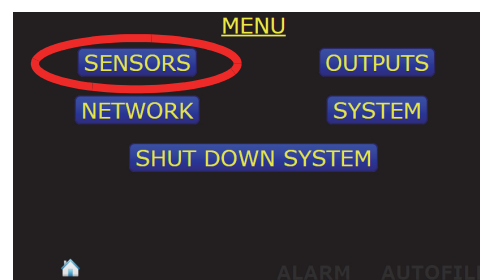 MENU
SENSORS OUTPUTS
NETWORK SYSTEM
SHUT DOWN SYSTEM
ALARM